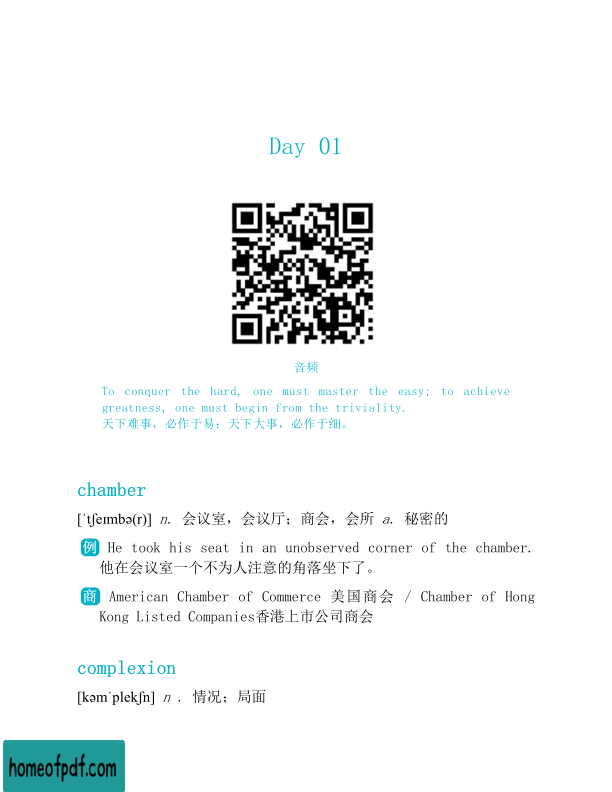 Day 01
音频
To conquer the hard, one must master the easy; to achieve
greatness, one must begin from the triviality.
天下难事，必作于易；天下大事，必作于细。
chamber
[ˈtʃeɪmbə(r)] n. 会议室，会议厅；商会，会所 a. 秘密的
例 He took his seat in an unobserved corner of the chamber.
他在会议室一个不为人注意的角落坐下了。
商 American Chamber of Commerce 美国商会 / Chamber of Hong
Kong Listed Companies香港上市公司商会
complexion
[kəmˈplekʃn] n . 情况；局面
homeofpdf.com